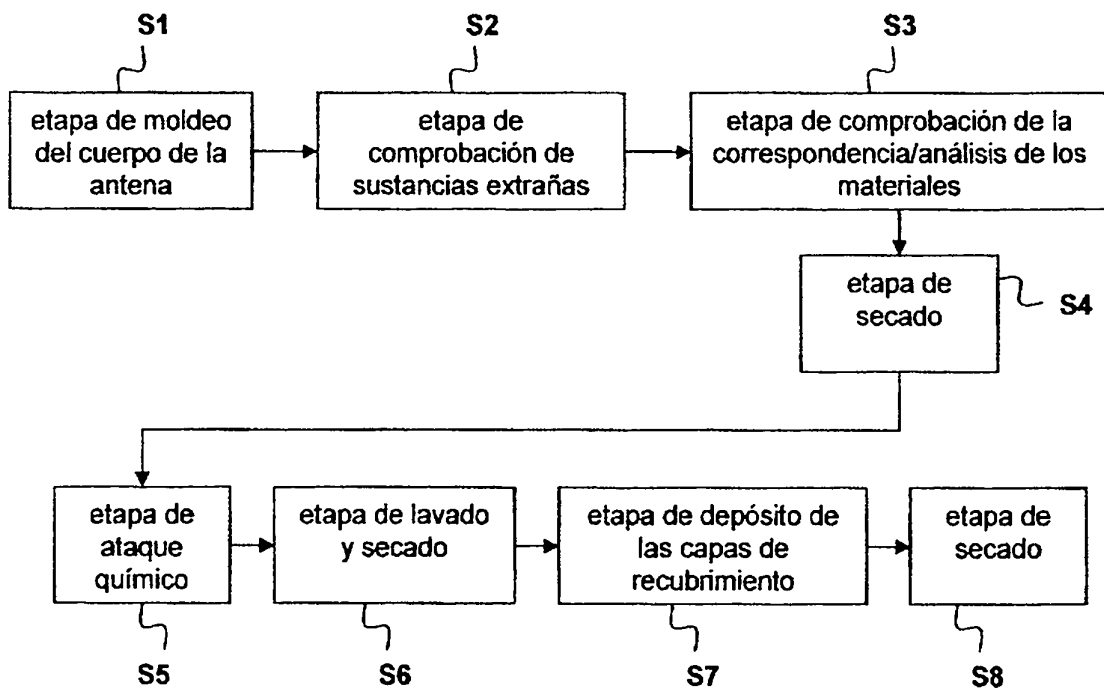 S1
S2
S3
etapa de moldeo
del cuerpo de la
antena
etapa de
comprobación de
sustancias extrañas
etapa de comprobación de la
correspondencia/análisis de los
materiales
etapa de
secado
S4
etapa de
ataque
químico
etapa de lavado
y secado
etapa de depósito de
las capas de
recubrimiento
etapa de
secado
S5
S6
S7
S8